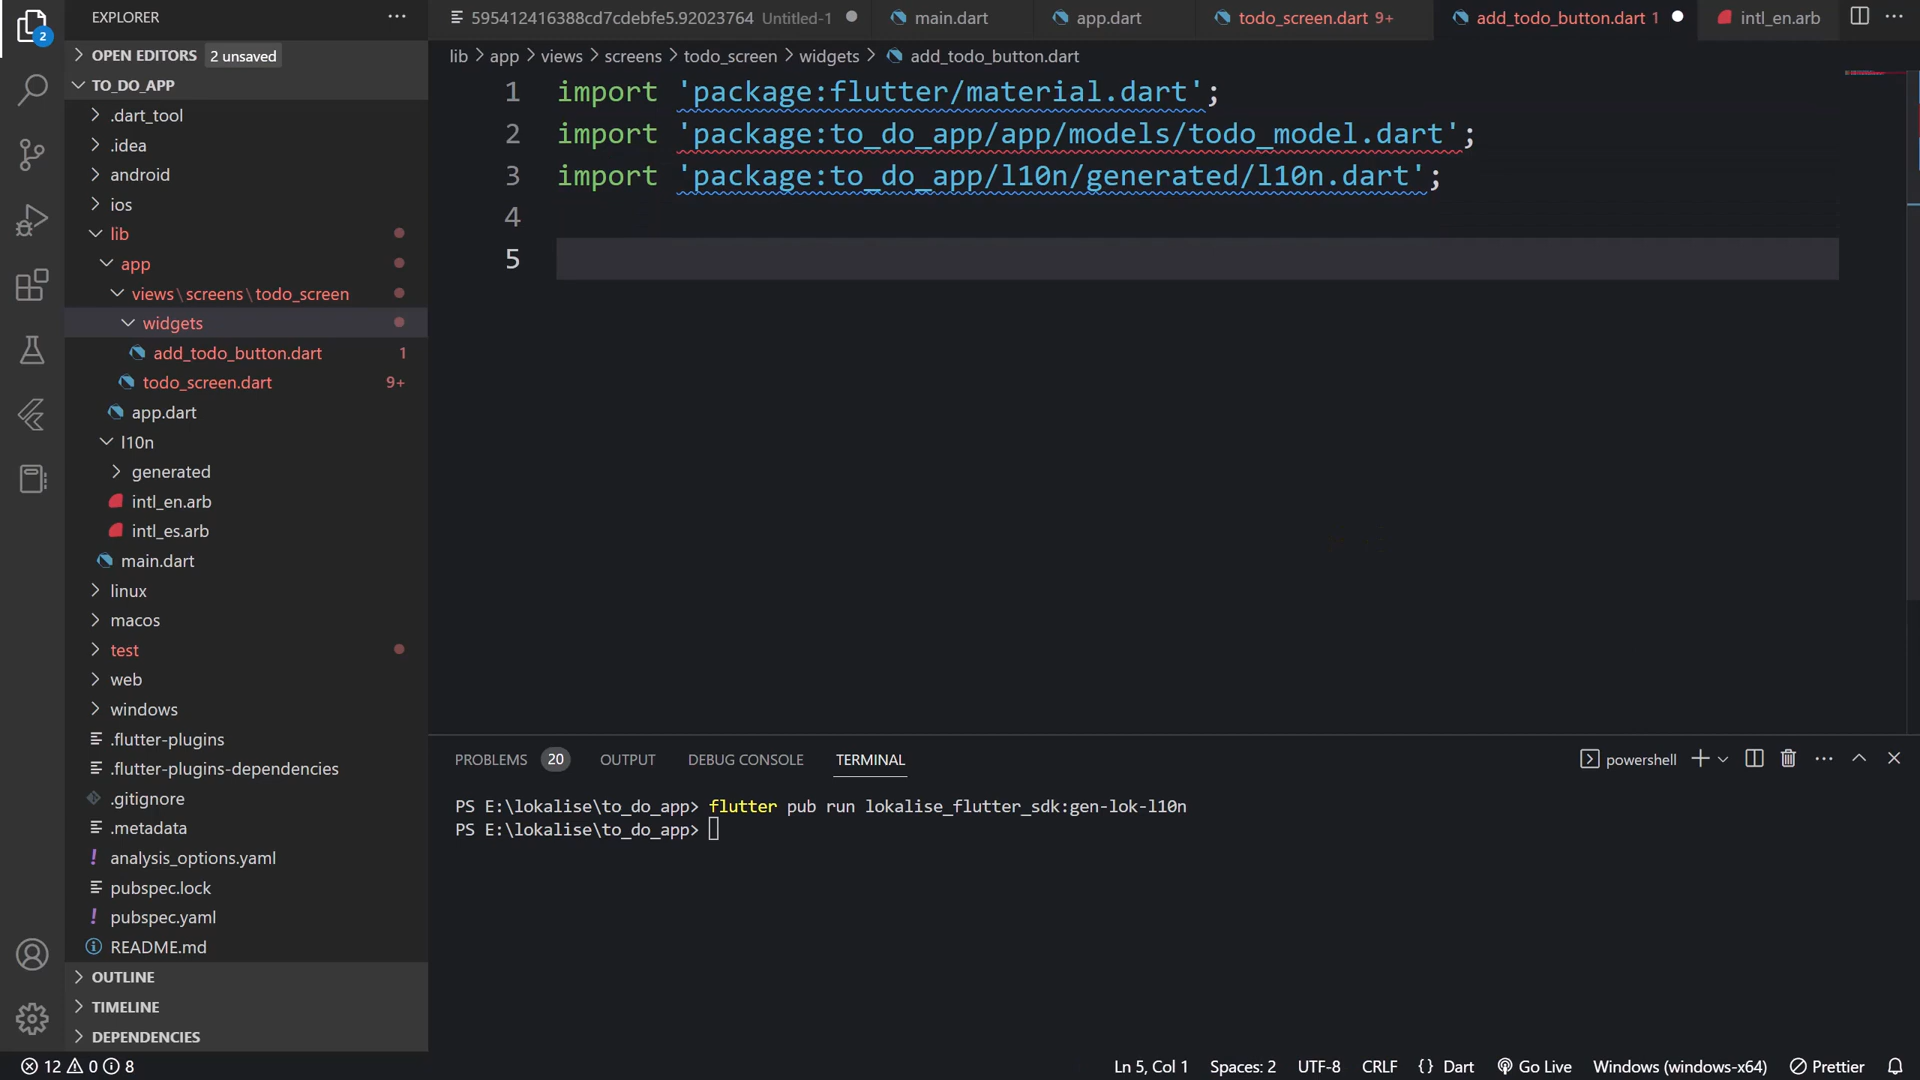 EXPLORER
OPEN EDITORS 2 unsaved
TO_DO_APP
.dart_tool
.idea
android
ios
lib
app
views\screens\todo_screen
widgets
add_todo_button.dart 1
todo_screen.dart 9+
app.dart
l10n
generated
intl_en.arb
intl_es.arb
main.dart
linux
macos
test
web
windows
.flutter-plugins
.flutter-plugins-dependencies
.gitignore
.metadata
analysis_options.yaml
pubspec.lock
pubspec.yaml
README.md
OUTLINE
TIMELINE
DEPENDENCIES
2
595412416388cd7cdebfe5.92023764 Untitled-1 main.dart app.dart todo_screen.dart 9+ add_todo_button.dart 1 intl_en.arb
lib > app > views > screens > todo_screen > widgets > add_todo_button.dart
1 import 'package:flutter/material.dart';
2 import 'package:to_do_app/app/models/todo_model.dart';
3 import 'package:to_do_app/l10n/generated/l10n.dart';
4
5
PROBLEMS 20 OUTPUT DEBUG CONSOLE TERMINAL powershell
PS E:\lokalise\to_do_app> flutter pub run lokalise_flutter_sdk:gen-lok-l10n
PS E:\lokalise\to_do_app>
12 0 8 Ln 5, Col 1 Spaces: 2 UTF-8 CRLF {} Dart Go Live Windows (windows-x64) Prettier